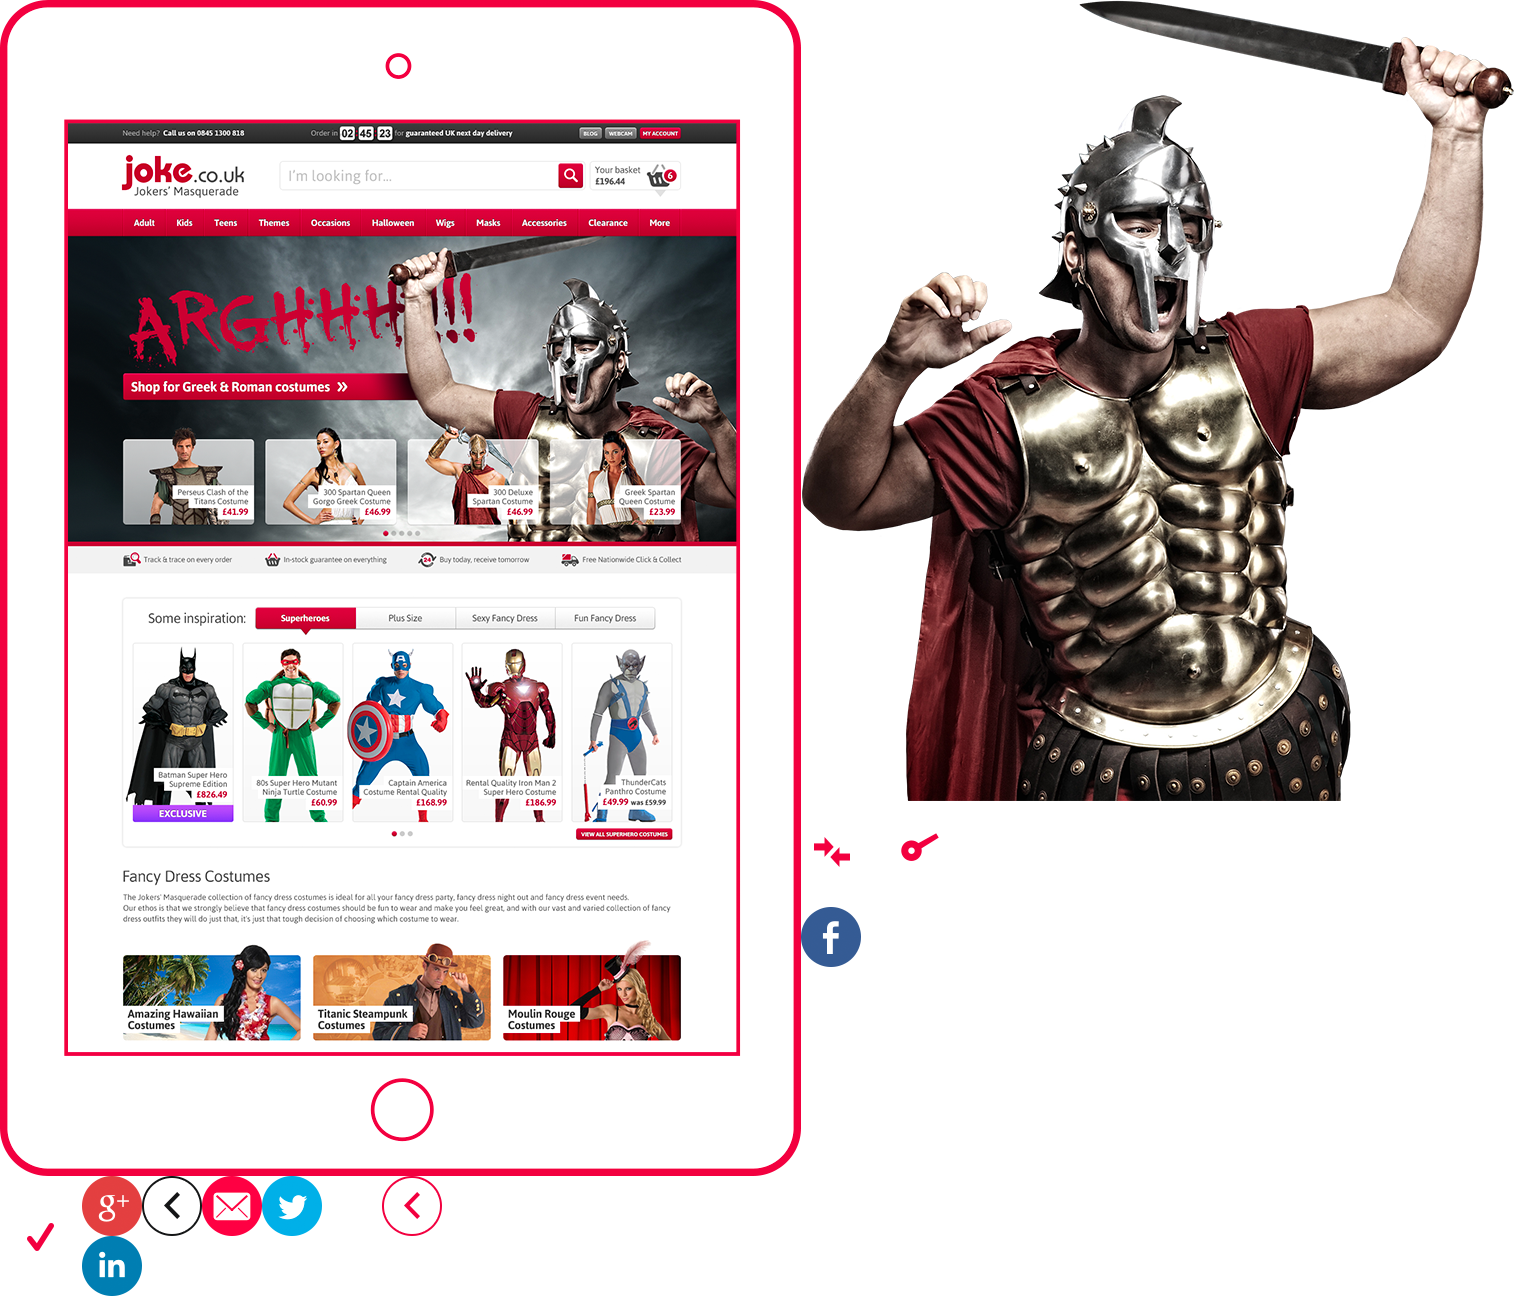 Need help? Call us on 0845 1300 818
Order in 02 45 23 for guaranteed UK next day delivery
BLOG
WEBCAM
MY ACCOUNT
joke.co.uk
Jokers' Masquerade
I'm looking for...
Your basket
£196.44
6
Adult Kids Teens Themes Occasions Halloween Wigs Masks Accessories Clearance More
ARGHHHH!!!
Shop for Greek & Roman costumes »
Perseus Clash of the
Titans Costume
£41.99
300 Spartan Queen
Gorgo Greek Costume
£46.99
300 Deluxe
Spartan Costume
£46.99
Greek Spartan
Queen Costume
£23.99
Track & trace on every order
In-stock guarantee on everything
24
Buy today, receive tomorrow
Free Nationwide Click & Collect
Some inspiration:
Superheroes
Plus Size
Sexy Fancy Dress
Fun Fancy Dress
Batman Super Hero
Supreme Edition
£826.49
EXCLUSIVE
80s Super Hero Mutant
Ninja Turtle Costume
£60.99
Captain America
Costume Rental Quality
£168.99
Rental Quality Iron Man 2
Super Hero Costume
£186.99
ThunderCats
Panthro Costume
£49.99 was £59.99
VIEW ALL SUPERHERO COSTUMES
Fancy Dress Costumes
The Jokers' Masquerade collection of fancy dress costumes is ideal for all your fancy dress party, fancy dress night out and fancy dress event needs.
Our ethos is that we strongly believe that fancy dress costumes should be fun to wear and make you feel great, and with our vast and varied collection of fancy
dress outfits they will do just that, it's just that tough decision of choosing which costume to wear.
Amazing Hawaiian
Costumes
Titanic Steampunk
Costumes
Moulin Rouge
Costumes
f
g+
in